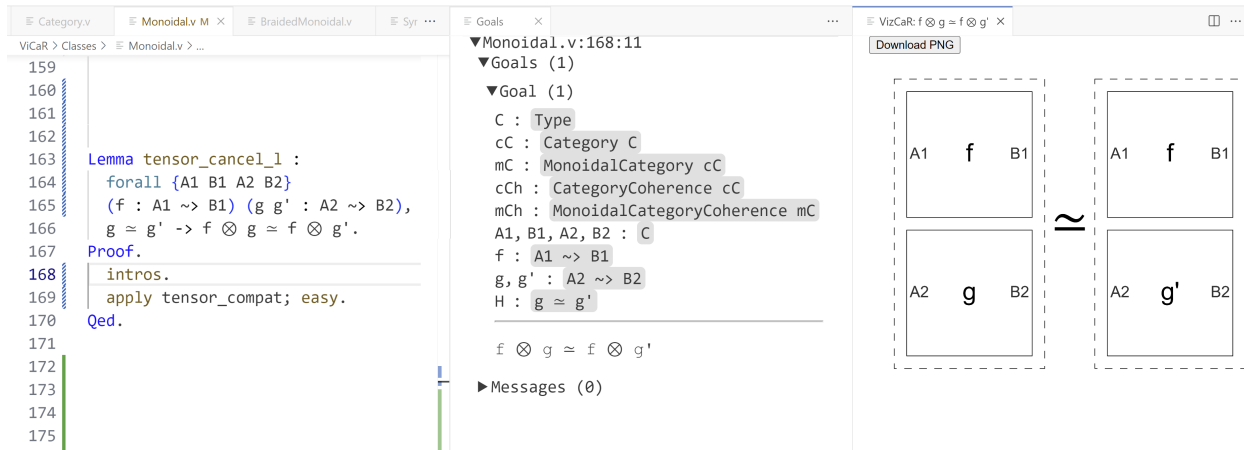 Category.v
Monoidal.v M
BraidedMonoidal.v
Syr
ViCaR > Classes > Monoidal.v > ...
159
160
161
162
163 Lemma tensor_cancel_l :
164 forall {A1 B1 A2 B2}
165 (f : A1 ~> B1) (g g' : A2 ~> B2),
166 g ≃ g' -> f ⊗ g ≃ f ⊗ g'.
167 Proof.
168 intros.
169 apply tensor_compat; easy.
170 Qed.
171
172
173
174
175
Goals
▼Monoidal.v:168:11
▼Goals (1)
▼Goal (1)
C : Type
cC : Category C
mC : MonoidalCategory cC
cCh : CategoryCoherence cC
mCh : MonoidalCategoryCoherence mC
A1, B1, A2, B2 : C
f : A1 ~> B1
g, g' : A2 ~> B2
H : g ≃ g'
f ⊗ g ≃ f ⊗ g'
▶Messages (0)
VizCaR: f ⊗ g ≃ f ⊗ g'
Download PNG
A1 f B1
A2 g B2
≃
A1 f B1
A2 g' B2